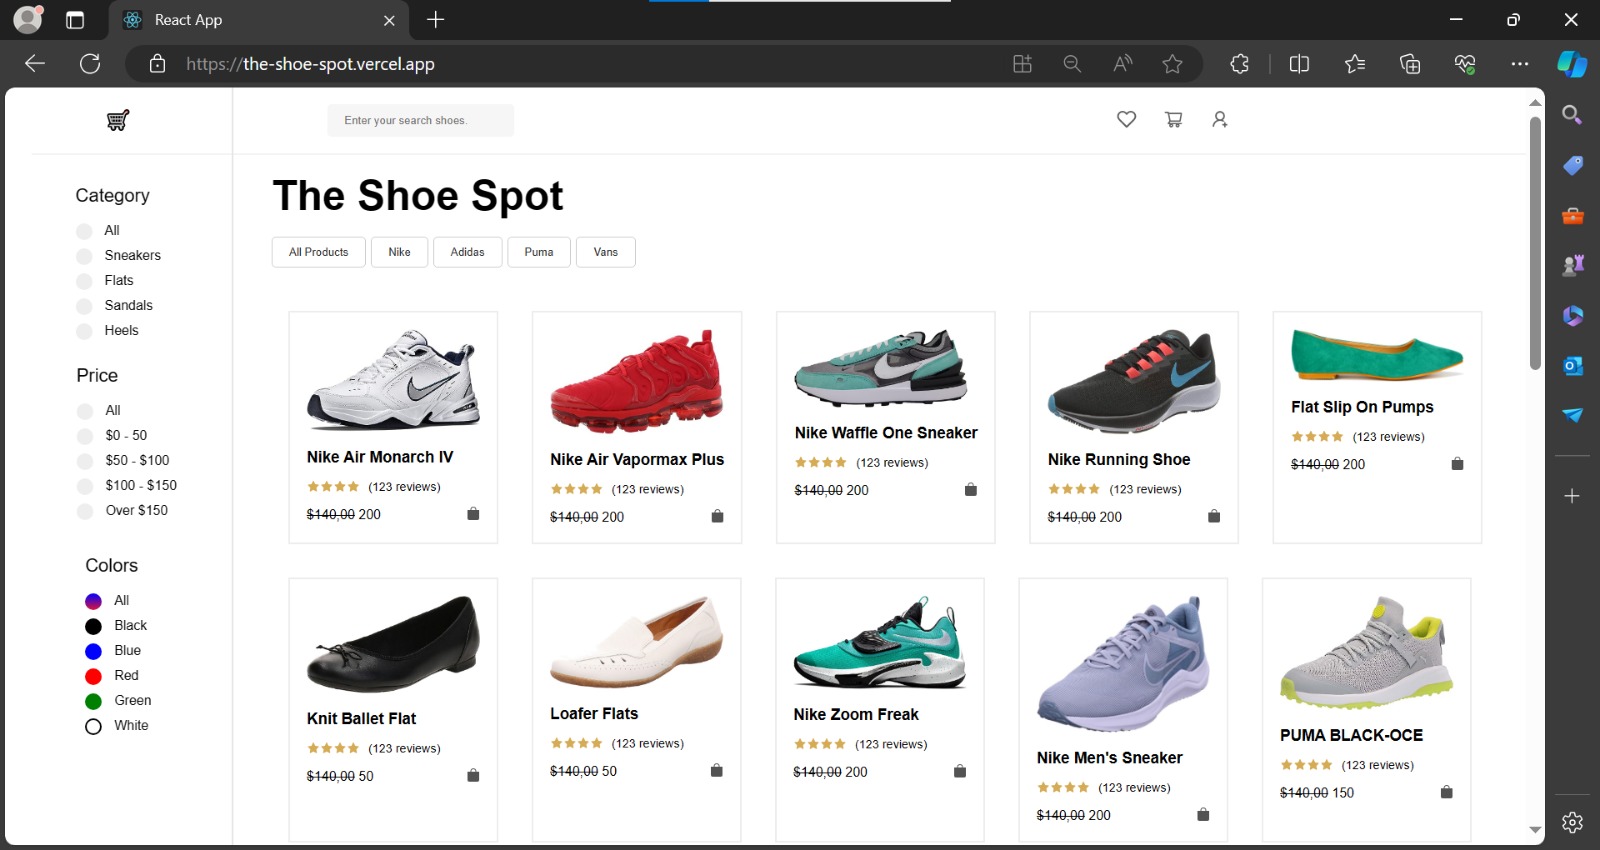 React App
https://the-shoe-spot.vercel.app
Enter your search shoes.
Category
All
Sneakers
Flats
Sandals
Heels
Price
All
$0 - 50
$50 - $100
$100 - $150
Over $150
Colors
All
Black
Blue
Red
Green
White
The Shoe Spot
All Products Nike Adidas Puma Vans
Nike Air Monarch IV
(123 reviews)
$140,00 200
Nike Air Vapormax Plus
(123 reviews)
$140,00 200
Nike Waffle One Sneaker
(123 reviews)
$140,00 200
Nike Running Shoe
(123 reviews)
$140,00 200
Flat Slip On Pumps
(123 reviews)
$140,00 200
Knit Ballet Flat
(123 reviews)
$140,00 50
Loafer Flats
(123 reviews)
$140,00 50
Nike Zoom Freak
(123 reviews)
$140,00 200
Nike Men's Sneaker
(123 reviews)
$140,00 200
PUMA BLACK-OCE
(123 reviews)
$140,00 150